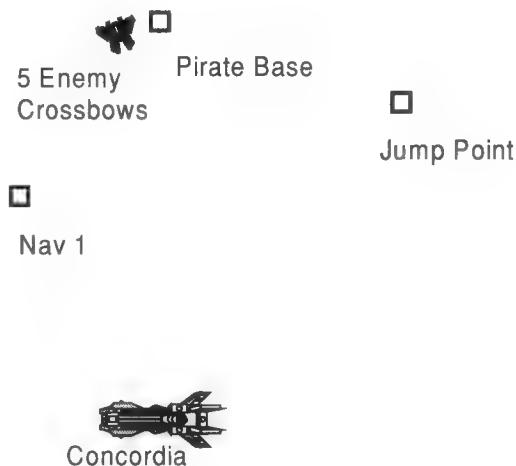 5 Enemy
Crossbows
Pirate Base
Jump Point
Nav 1
Concordia